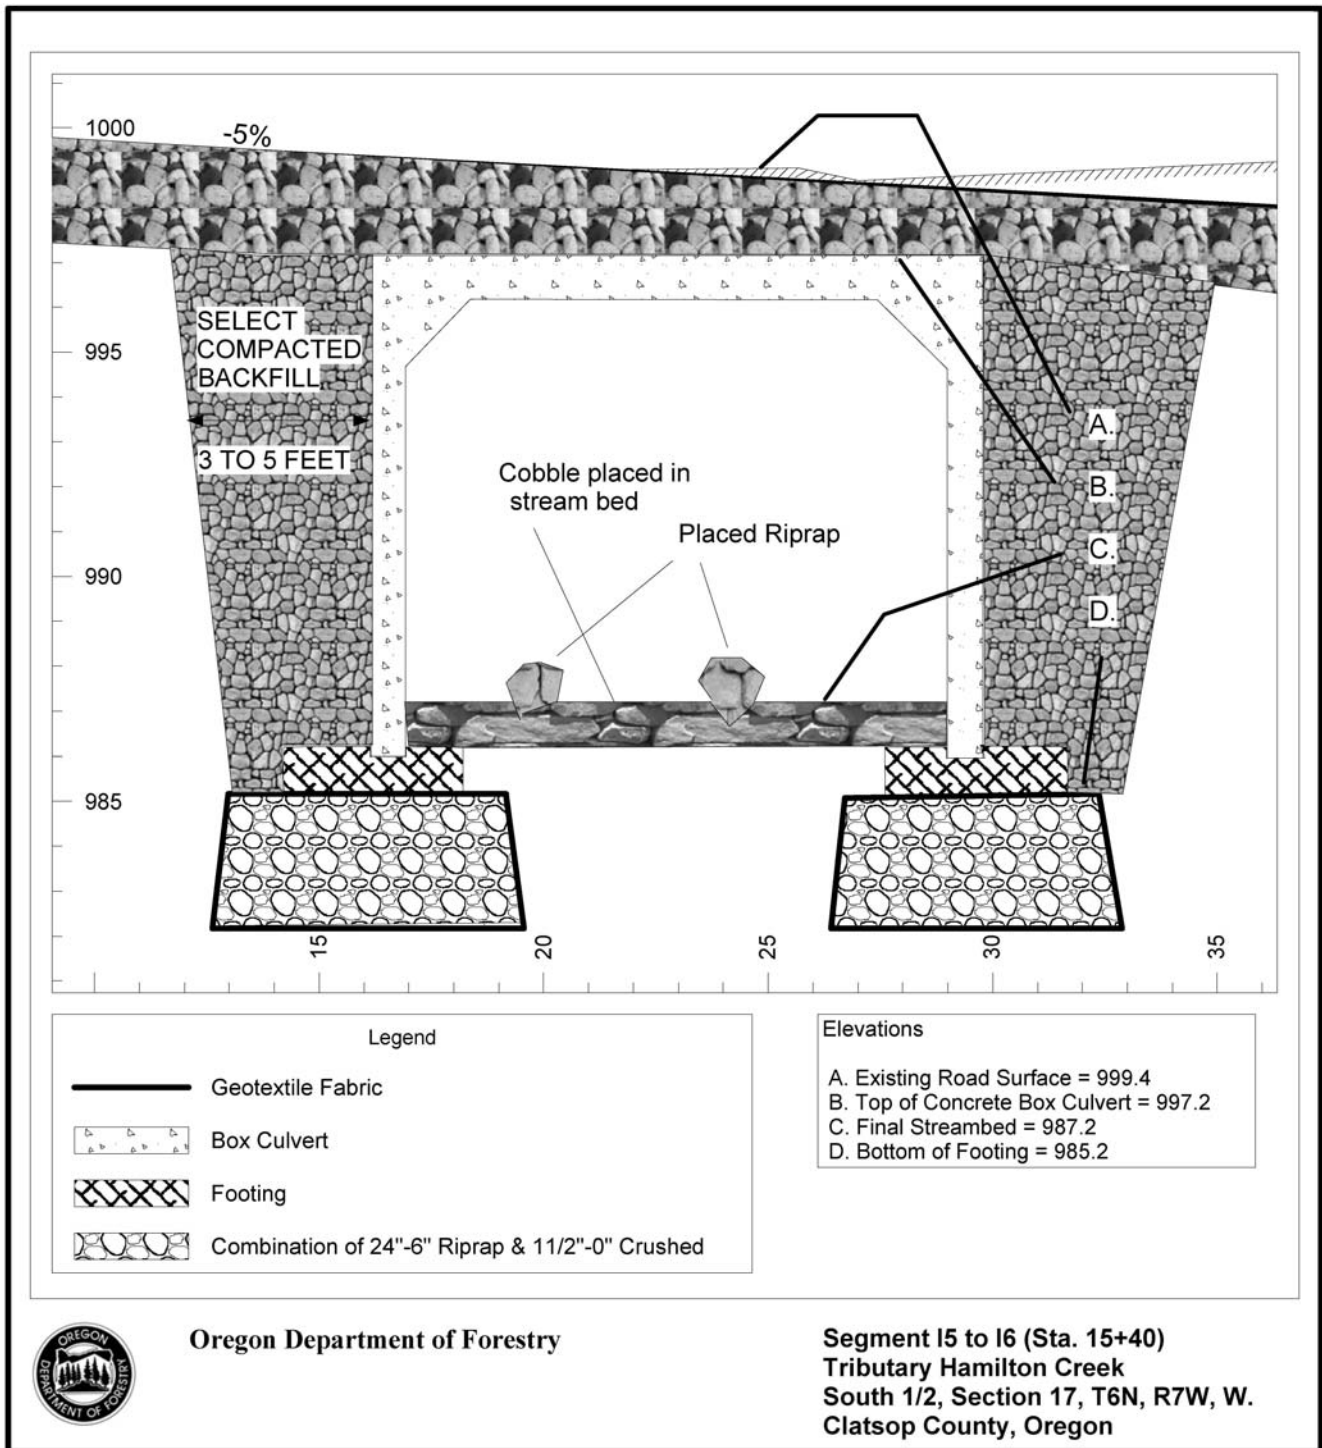 1000
-5%
995
990
985
SELECT
COMPACTED
BACKFILL
3 TO 5 FEET
Cobble placed in
stream bed
Placed Riprap
A.
B.
C.
D.
15
20
25
30
35
Legend
Geotextile Fabric
Box Culvert
Footing
Combination of 24"-6" Riprap & 11/2"-0" Crushed
Elevations
A. Existing Road Surface = 999.4
B. Top of Concrete Box Culvert = 997.2
C. Final Streambed = 987.2
D. Bottom of Footing = 985.2
OREGON
DEPARTMENT OF FORESTRY
Oregon Department of Forestry
Segment I5 to I6 (Sta. 15+40)
Tributary Hamilton Creek
South 1/2, Section 17, T6N, R7W, W.
Clatsop County, Oregon